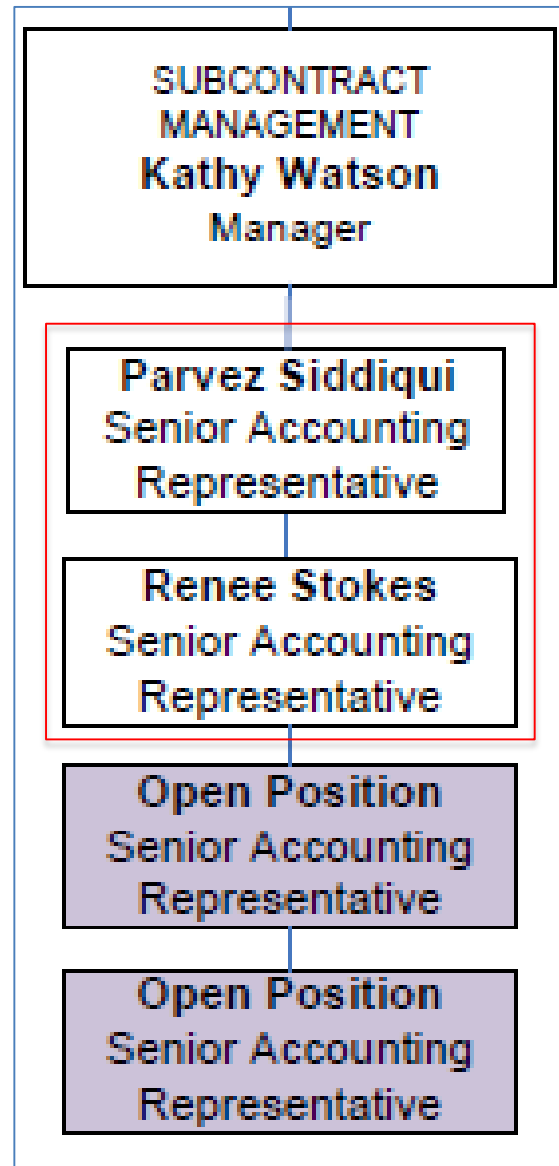 SUBCONTRACT
MANAGEMENT
Kathy Watson
Manager
Parvez Siddiqui
Senior Accounting
Representative
Renee Stokes
Senior Accounting
Representative
Open Position
Senior Accounting
Representative
Open Position
Senior Accounting
Representative